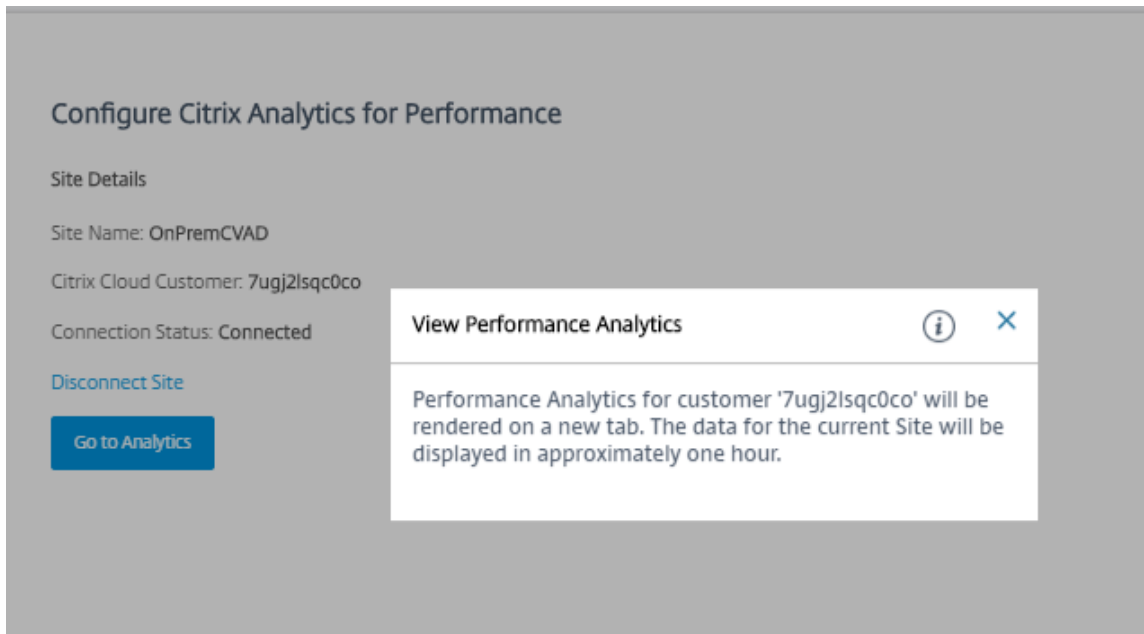 Configure Citrix Analytics for Performance
Site Details
Site Name: OnPremCVAD
Citrix Cloud Customer: 7ugj2lsqc0co
Connection Status: Connected
Disconnect Site
Go to Analytics
View Performance Analytics
Performance Analytics for customer '7ugj2lsqc0co' will be
rendered on a new tab. The data for the current Site will be
displayed in approximately one hour.